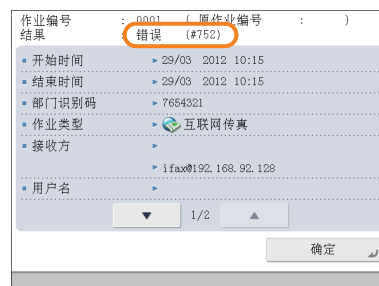 作业编号 : 0001 ( 原作业编号 : )
结果 : 错误 (#752)
开始时间 29/03 2012 10:15
结束时间 29/03 2012 10:15
部门识别码 7654321
作业类型 互联网传真
接收方
ifax@192.168.92.128
用户名
1/2
确定